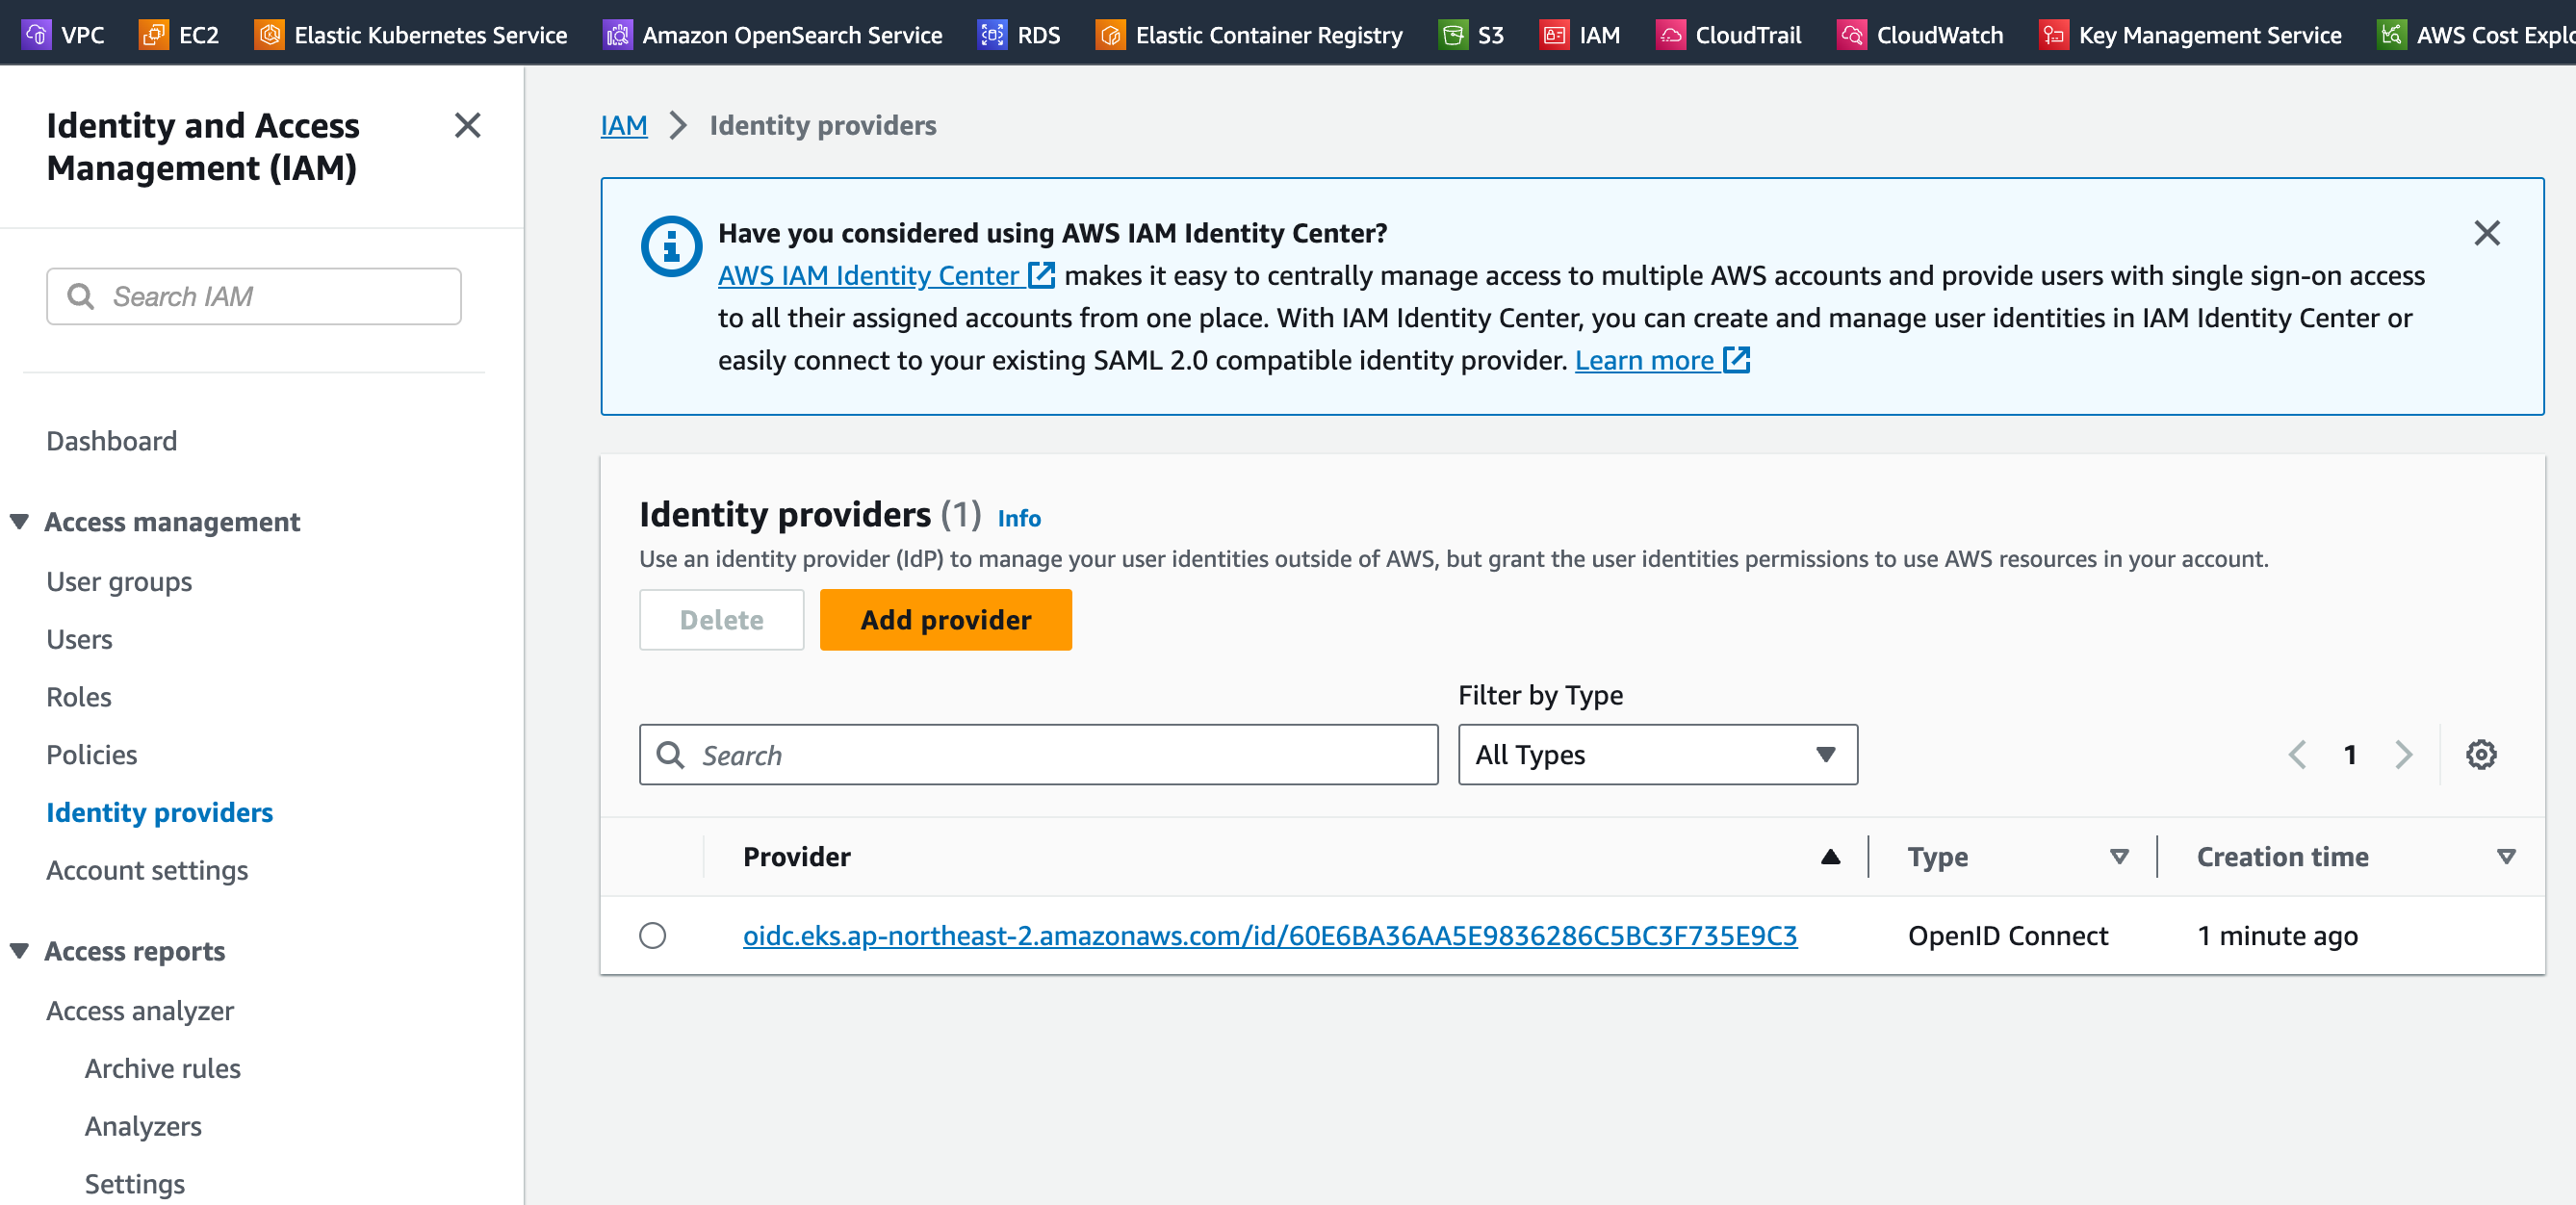 VPC EC2 Elastic Kubernetes Service Amazon OpenSearch Service RDS Elastic Container Registry S3 IAM CloudTrail CloudWatch Key Management Service AWS Cost Explo
Identity and Access
Management (IAM)
Search IAM
Dashboard
Access management
User groups
Users
Roles
Policies
Identity providers
Account settings
Access reports
Access analyzer
Archive rules
Analyzers
Settings
IAM > Identity providers
Have you considered using AWS IAM Identity Center?
AWS IAM Identity Center makes it easy to centrally manage access to multiple AWS accounts and provide users with single sign-on access
to all their assigned accounts from one place. With IAM Identity Center, you can create and manage user identities in IAM Identity Center or
easily connect to your existing SAML 2.0 compatible identity provider. Learn more
Identity providers (1) Info
Use an identity provider (IdP) to manage your user identities outside of AWS, but grant the user identities permissions to use AWS resources in your account.
Delete Add provider
Filter by Type
Search All Types 1
Provider Type Creation time
oidc.eks.ap-northeast-2.amazonaws.com/id/60E6BA36AA5E9836286C5BC3F735E9C3 OpenID Connect 1 minute ago